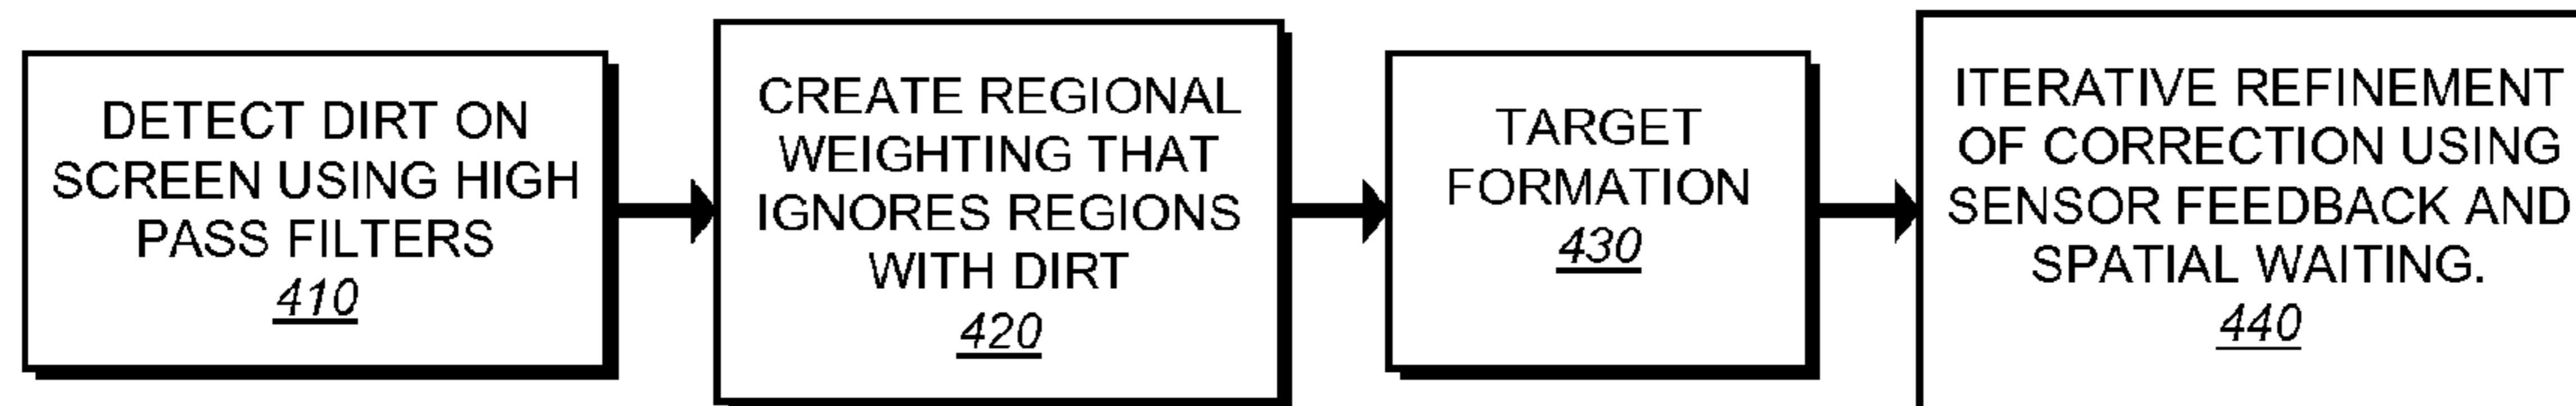 DETECT DIRT ON
SCREEN USING HIGH
PASS FILTERS
410
CREATE REGIONAL
WEIGHTING THAT
IGNORES REGIONS
WITH DIRT
420
TARGET
FORMATION
430
ITERATIVE REFINEMENT
OF CORRECTION USING
SENSOR FEEDBACK AND
SPATIAL WAITING.
440